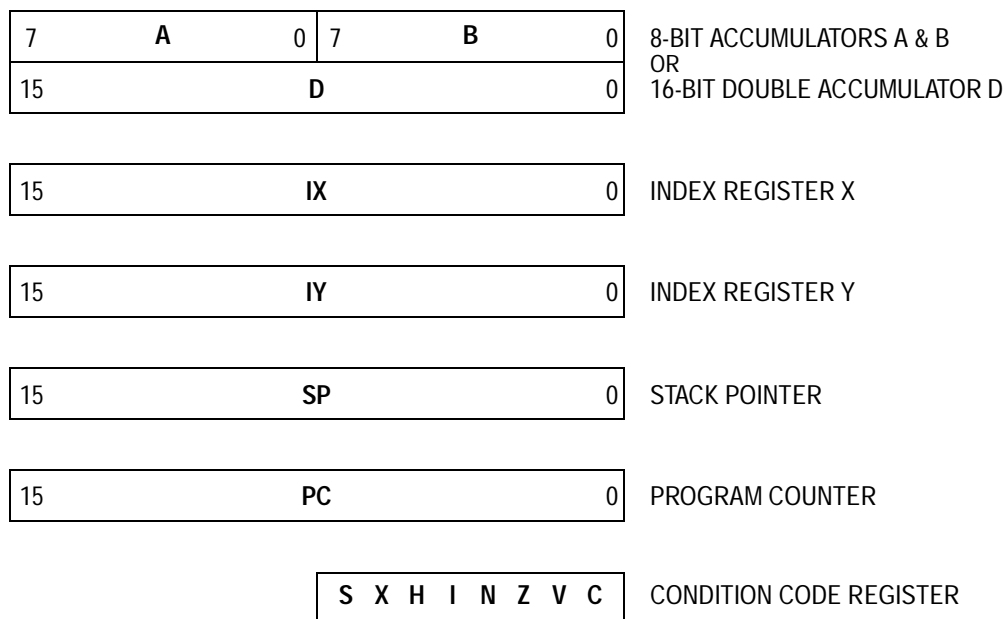 7 A 0 7 B 0 8-BIT ACCUMULATORS A & B
OR
15 D 0 16-BIT DOUBLE ACCUMULATOR D
15 IX 0 INDEX REGISTER X
15 IY 0 INDEX REGISTER Y
15 SP 0 STACK POINTER
15 PC 0 PROGRAM COUNTER
S X H I N Z V C CONDITION CODE REGISTER